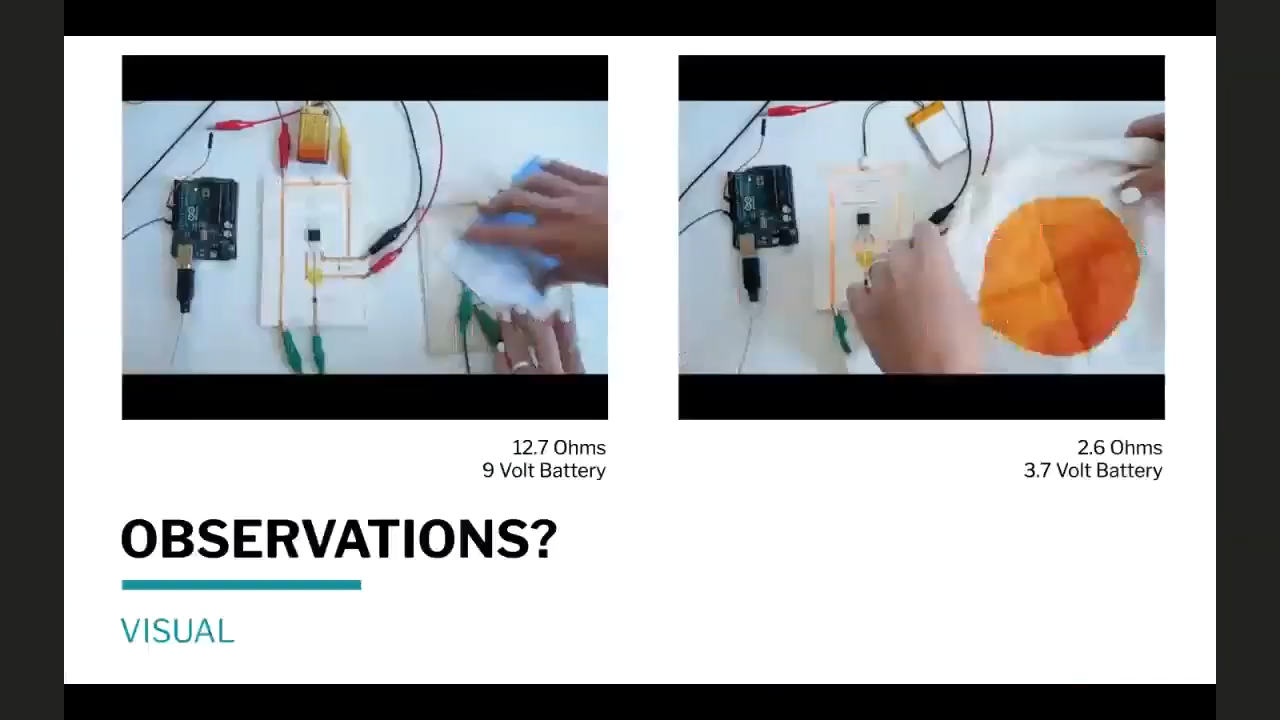 12.7 Ohms
9 Volt Battery
2.6 Ohms
3.7 Volt Battery
OBSERVATIONS?
VISUAL